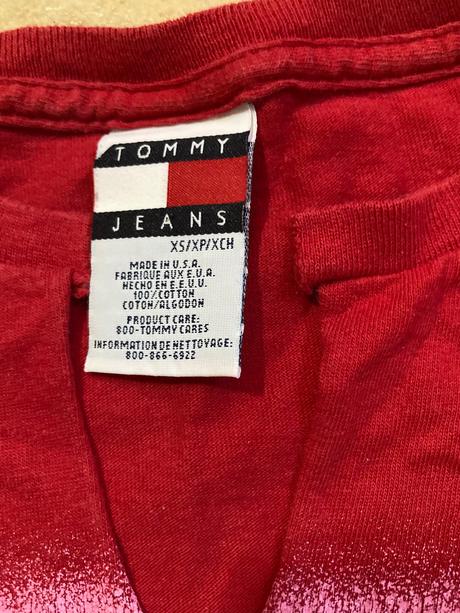 TOMMY
JEANS
XS/XP/XCH
MADE IN U.S.A.
FABRIQUE AUX E.U.A.
HECHO EN E.E.U.U.
100% COTTON
COTON/ALGODON
PRODUCT CARE:
800-TOMMY CARES
INFORMATION DE NETTOYAGE:
800-866-6922